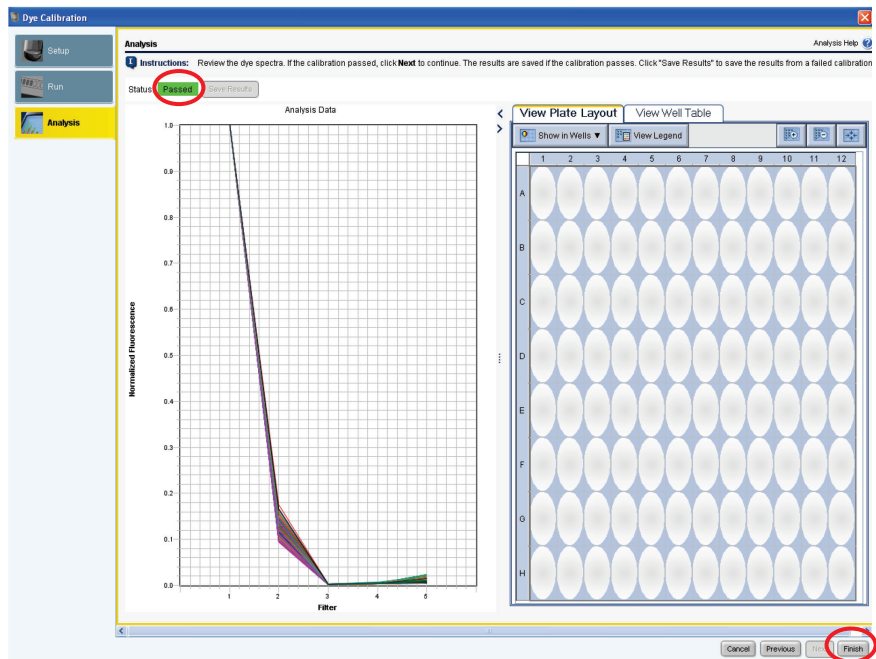 Dye Calibration
Setup
Run
Analysis
Analysis
Analysis Help
Instructions: Review the dye spectra. If the calibration passed, click Next to continue. The results are saved if the calibration passes. Click "Save Results" to save the results from a failed calibration
Status Passed Save Results
Analysis Data
Normalized Fluorescence
1.0
0.9
0.8
0.7
0.6
0.5
0.4
0.3
0.2
0.1
0.0
1 2 3 4 5
Filter
View Plate Layout View Well Table
Show in Wells ▼ View Legend
1 2 3 4 5 6 7 8 9 10 11 12
A
B
C
D
E
F
G
H
Cancel Previous Next Finish